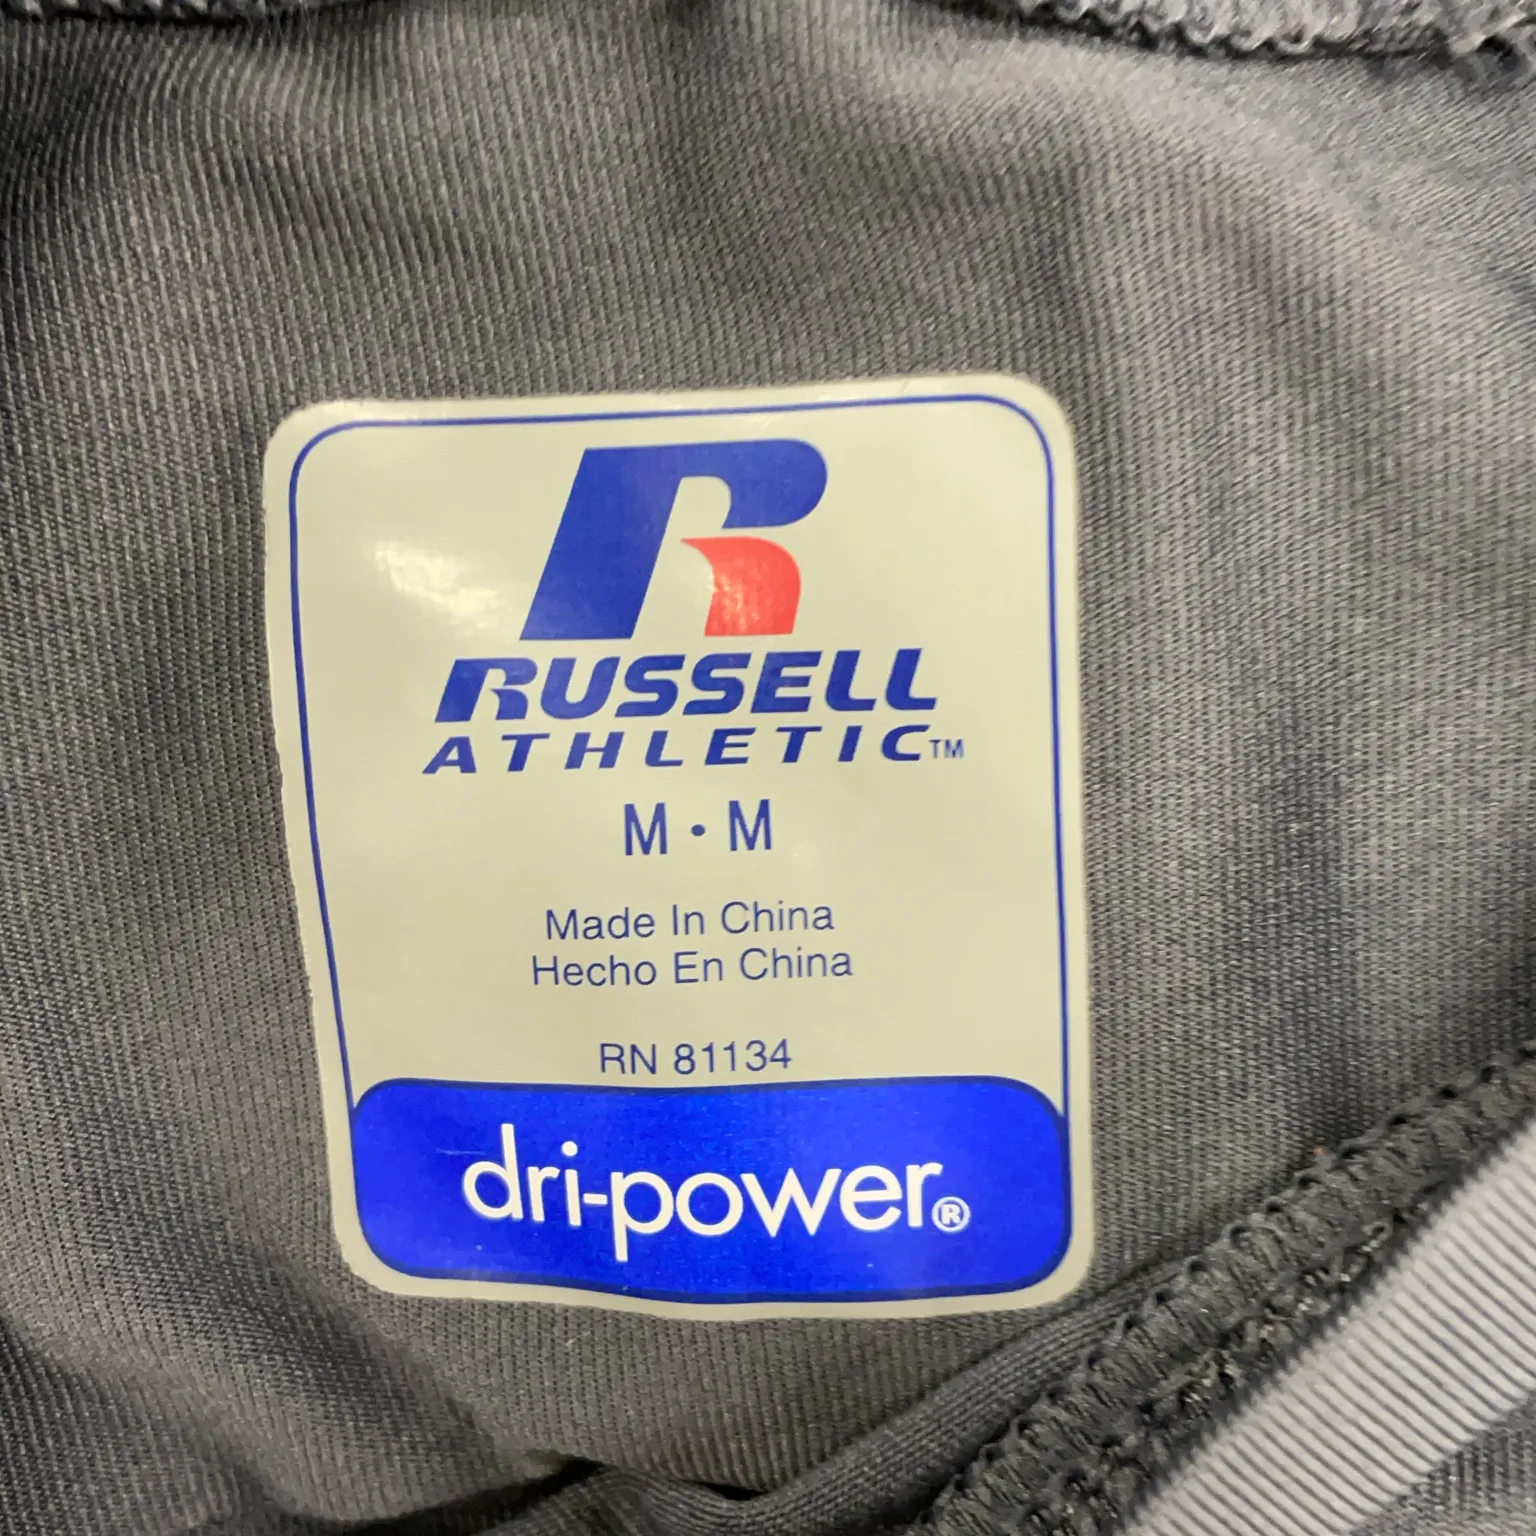 R
RUSSELL
ATHLETIC™
M • M
Made In China
Hecho En China
RN 81134
dri-power®